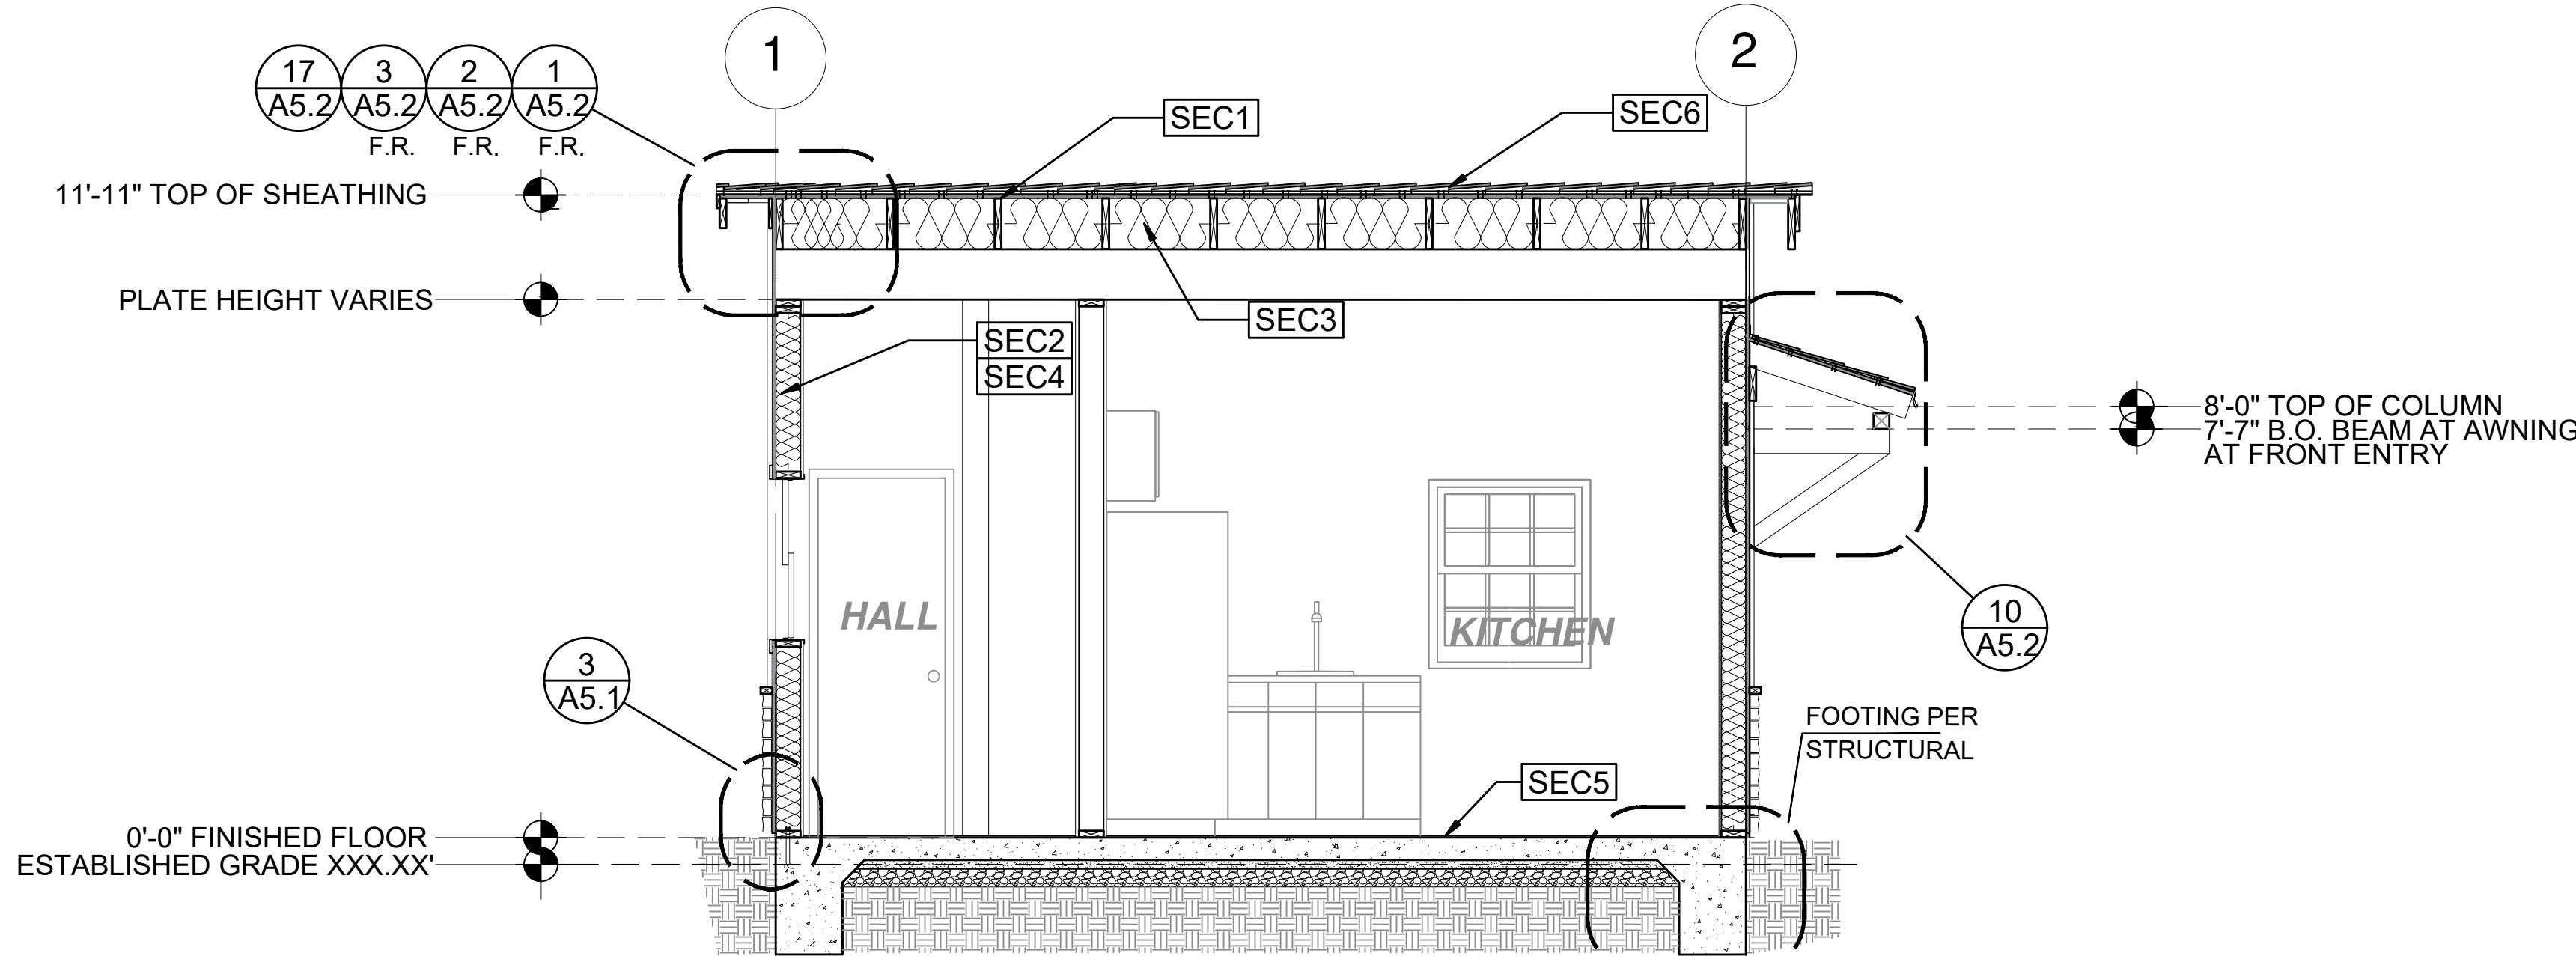 1
2
17
A5.2
3
A5.2
F.R.
2
A5.2
F.R.
1
A5.2
F.R.
SEC1
SEC6
11'-11" TOP OF SHEATHING
PLATE HEIGHT VARIES
SEC3
SEC2
SEC4
8'-0" TOP OF COLUMN
7'-7" B.O. BEAM AT AWNING
AT FRONT ENTRY
HALL
KITCHEN
10
A5.2
3
A5.1
FOOTING PER
STRUCTURAL
SEC5
0'-0" FINISHED FLOOR
ESTABLISHED GRADE XXX.XX'